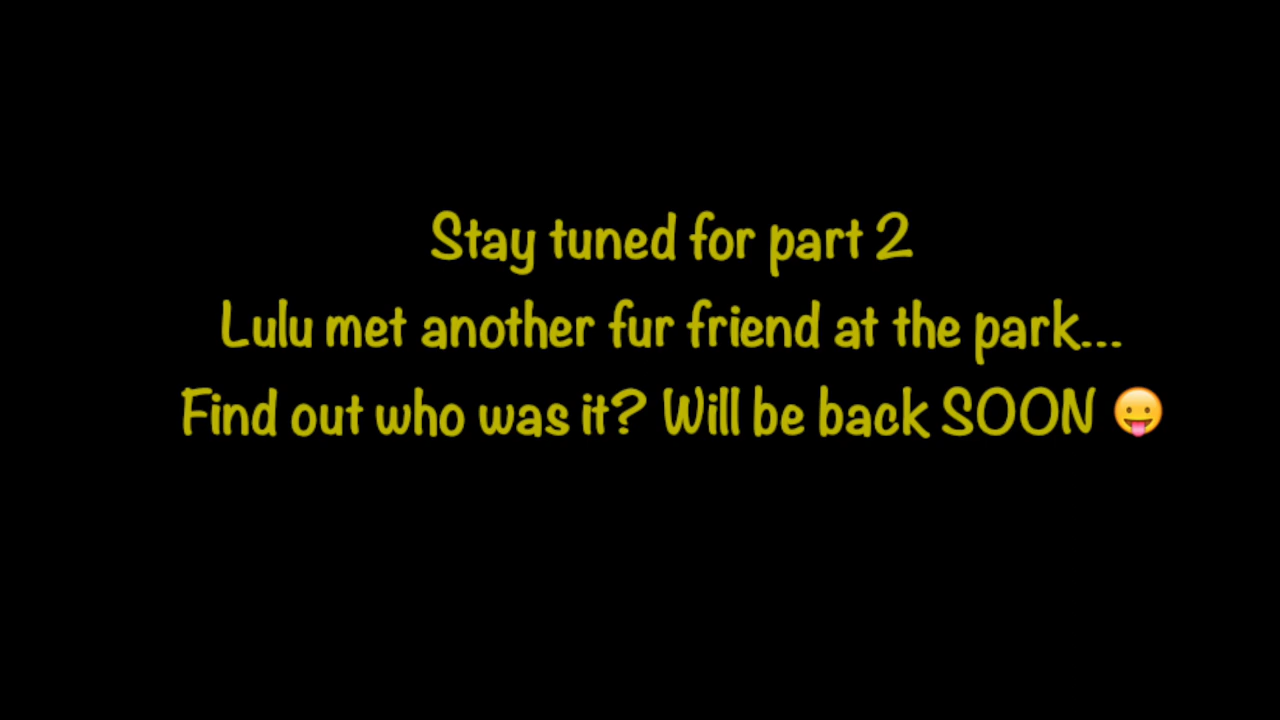 Stay tuned for part 2
Lulu met another fur friend at the park...
Find out who was it? Will be back SOON 😛